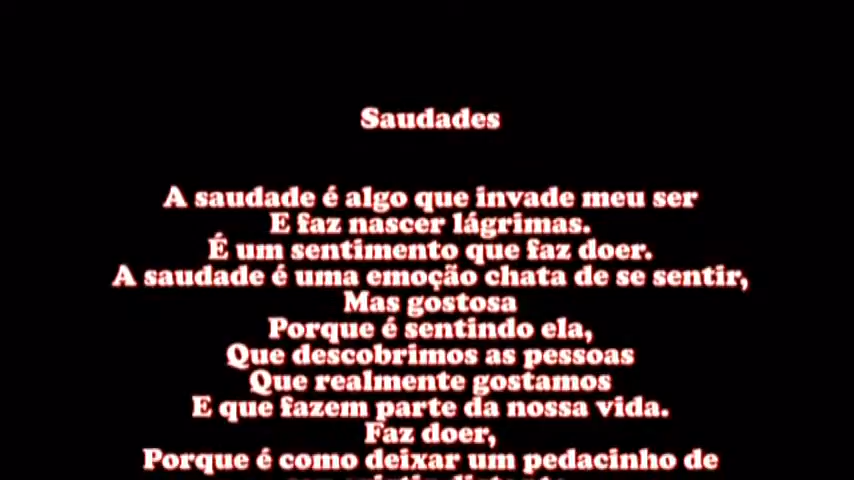 Saudades
A saudade é algo que invade meu ser
E faz nascer lágrimas.
É um sentimento que faz doer.
A saudade é uma emoção chata de se sentir,
Mas gostosa
Porque é sentindo ela,
Que descobrimos as pessoas
Que realmente gostamos
E que fazem parte da nossa vida.
Faz doer,
Porque é como deixar um pedacinho de